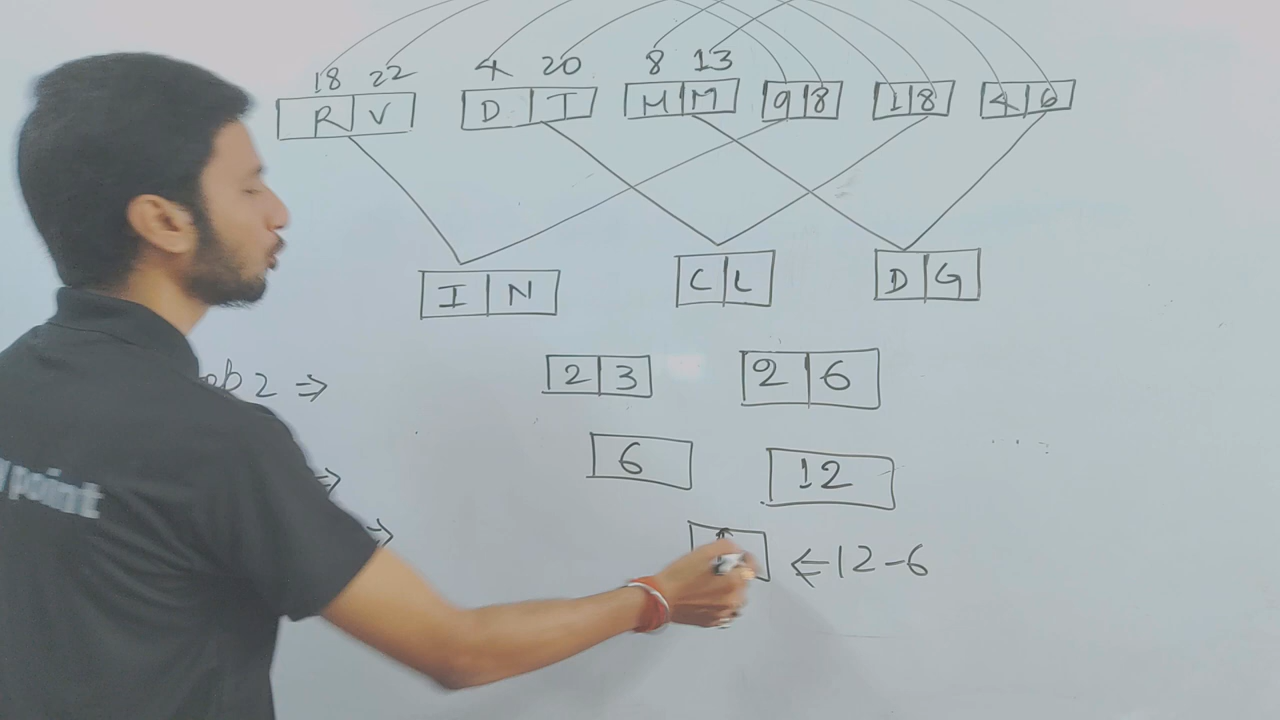 18 22 4 20 8 13
R V D T M M 9 8 1 8 4 6
I N C L D G
ob 2 ⇒ 2 3 2 6
⇒ 6 12
⇒ ⇐ 12-6
point